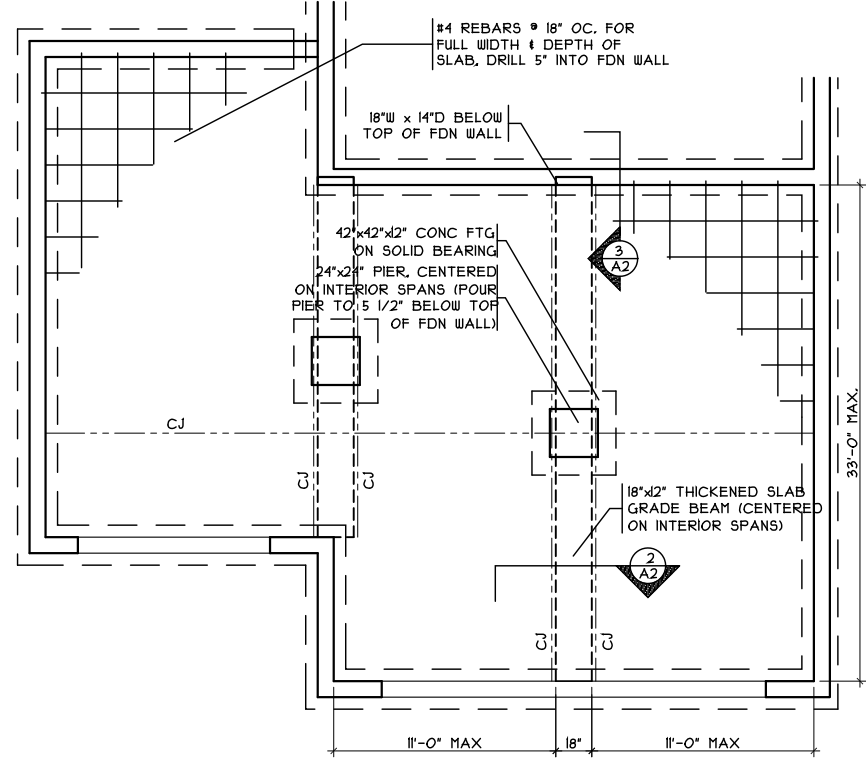 #4 REBARS @ 18" OC. FOR
FULL WIDTH & DEPTH OF
SLAB. DRILL 5" INTO FDN WALL
18"W x 14"D BELOW
TOP OF FDN WALL
42"x42"x12" CONC FTG
ON SOLID BEARING
24"x24" PIER, CENTERED
ON INTERIOR SPANS (POUR
PIER TO 5 1/2" BELOW TOP
OF FDN WALL)
3
A2
CJ
CJ
CJ
33'-0" MAX.
18"x12" THICKENED SLAB
GRADE BEAM (CENTERED
ON INTERIOR SPANS)
2
A2
CJ
CJ
11'-0" MAX
18"
11'-0" MAX